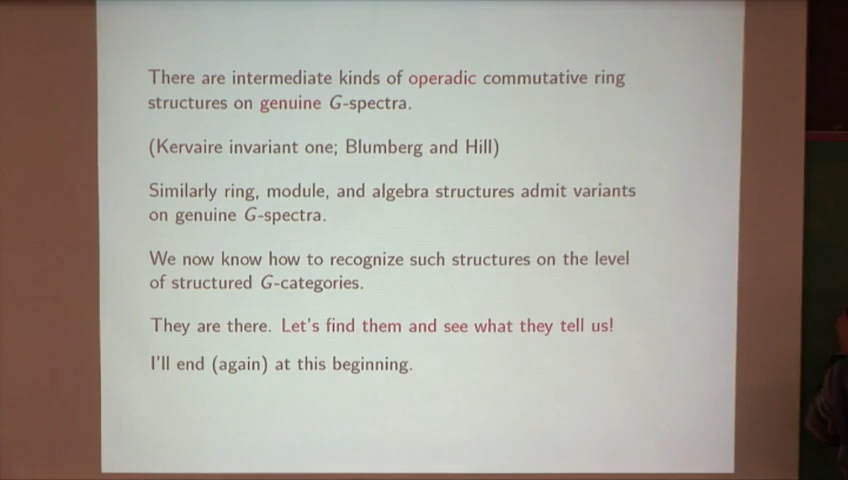 There are intermediate kinds of operadic commutative ring
structures on genuine G-spectra.
(Kervaire invariant one; Blumberg and Hill)
Similarly ring, module, and algebra structures admit variants
on genuine G-spectra.
We now know how to recognize such structures on the level
of structured G-categories.
They are there. Let's find them and see what they tell us!
I'll end (again) at this beginning.